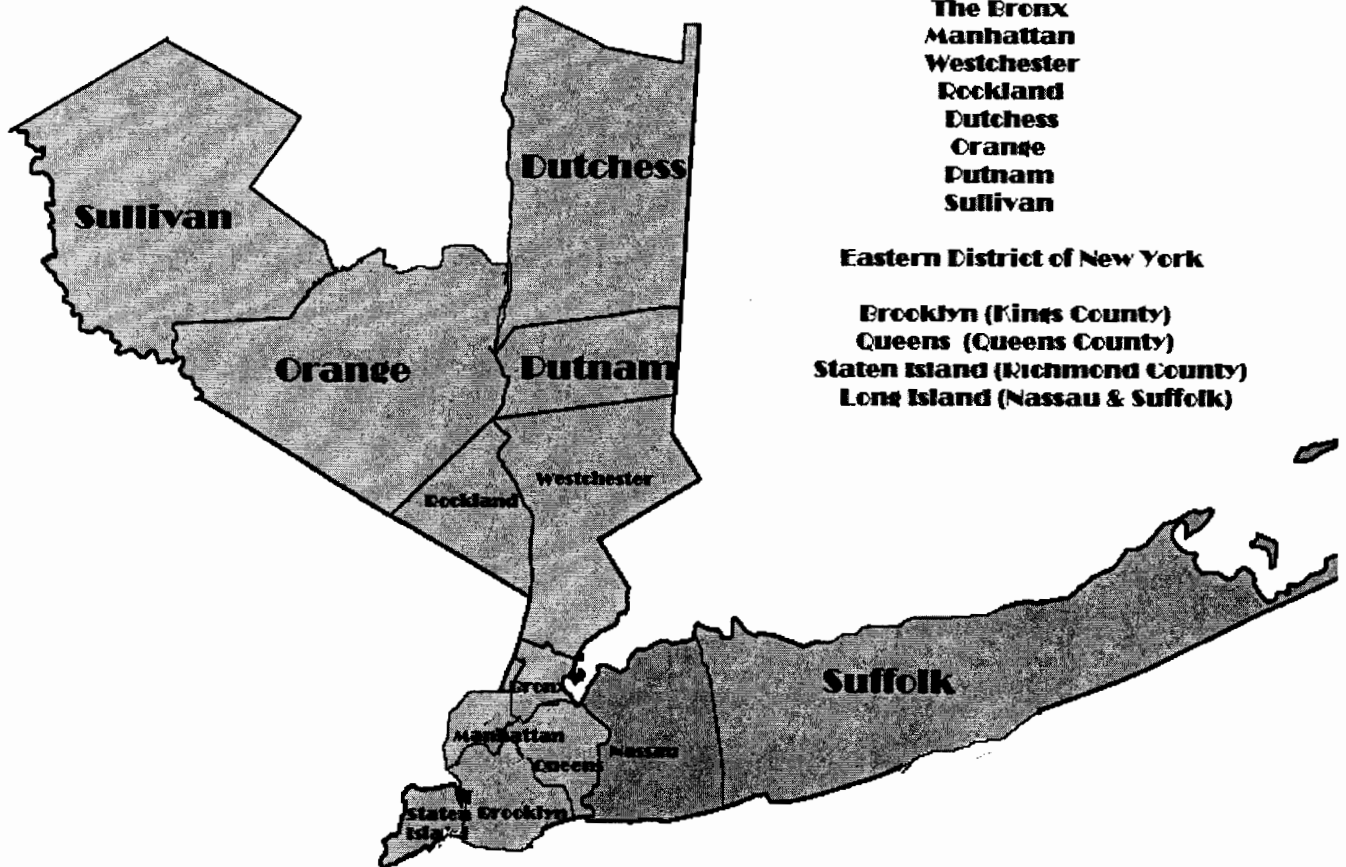 The Bronx
Manhattan
Westchester
Rockland
Dutchess
Orange
Putnam
Sullivan
Eastern District of New York
Brooklyn (Kings County)
Queens (Queens County)
Staten Island (Richmond County)
Long Island (Nassau & Suffolk)
Dutchess
Sullivan
Orange
Putnam
Westchester
Rockland
Suffolk
Bronx
Manhattan
Nassau
Queens
Staten Brooklyn